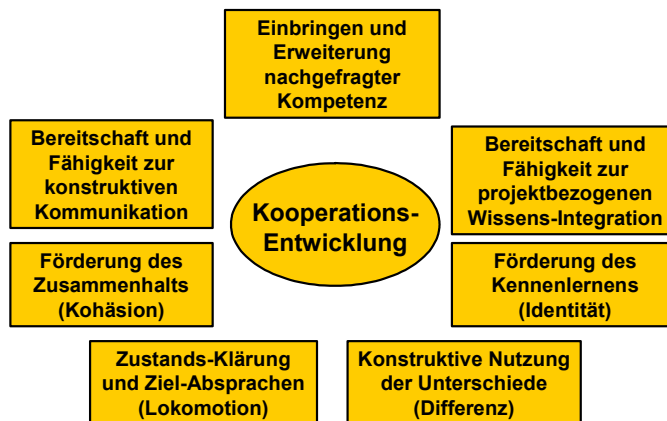 Einbringen und
Erweiterung
nachgefragter
Kompetenz
Bereitschaft und
Fähigkeit zur
konstruktiven
Kommunikation
Bereitschaft und
Fähigkeit zur
projektbezogenen
Wissens-Integration
Kooperations-
Entwicklung
Förderung des
Zusammenhalts
(Kohäsion)
Förderung des
Kennenlernens
(Identität)
Zustands-Klärung
und Ziel-Absprachen
(Lokomotion)
Konstruktive Nutzung
der Unterschiede
(Differenz)